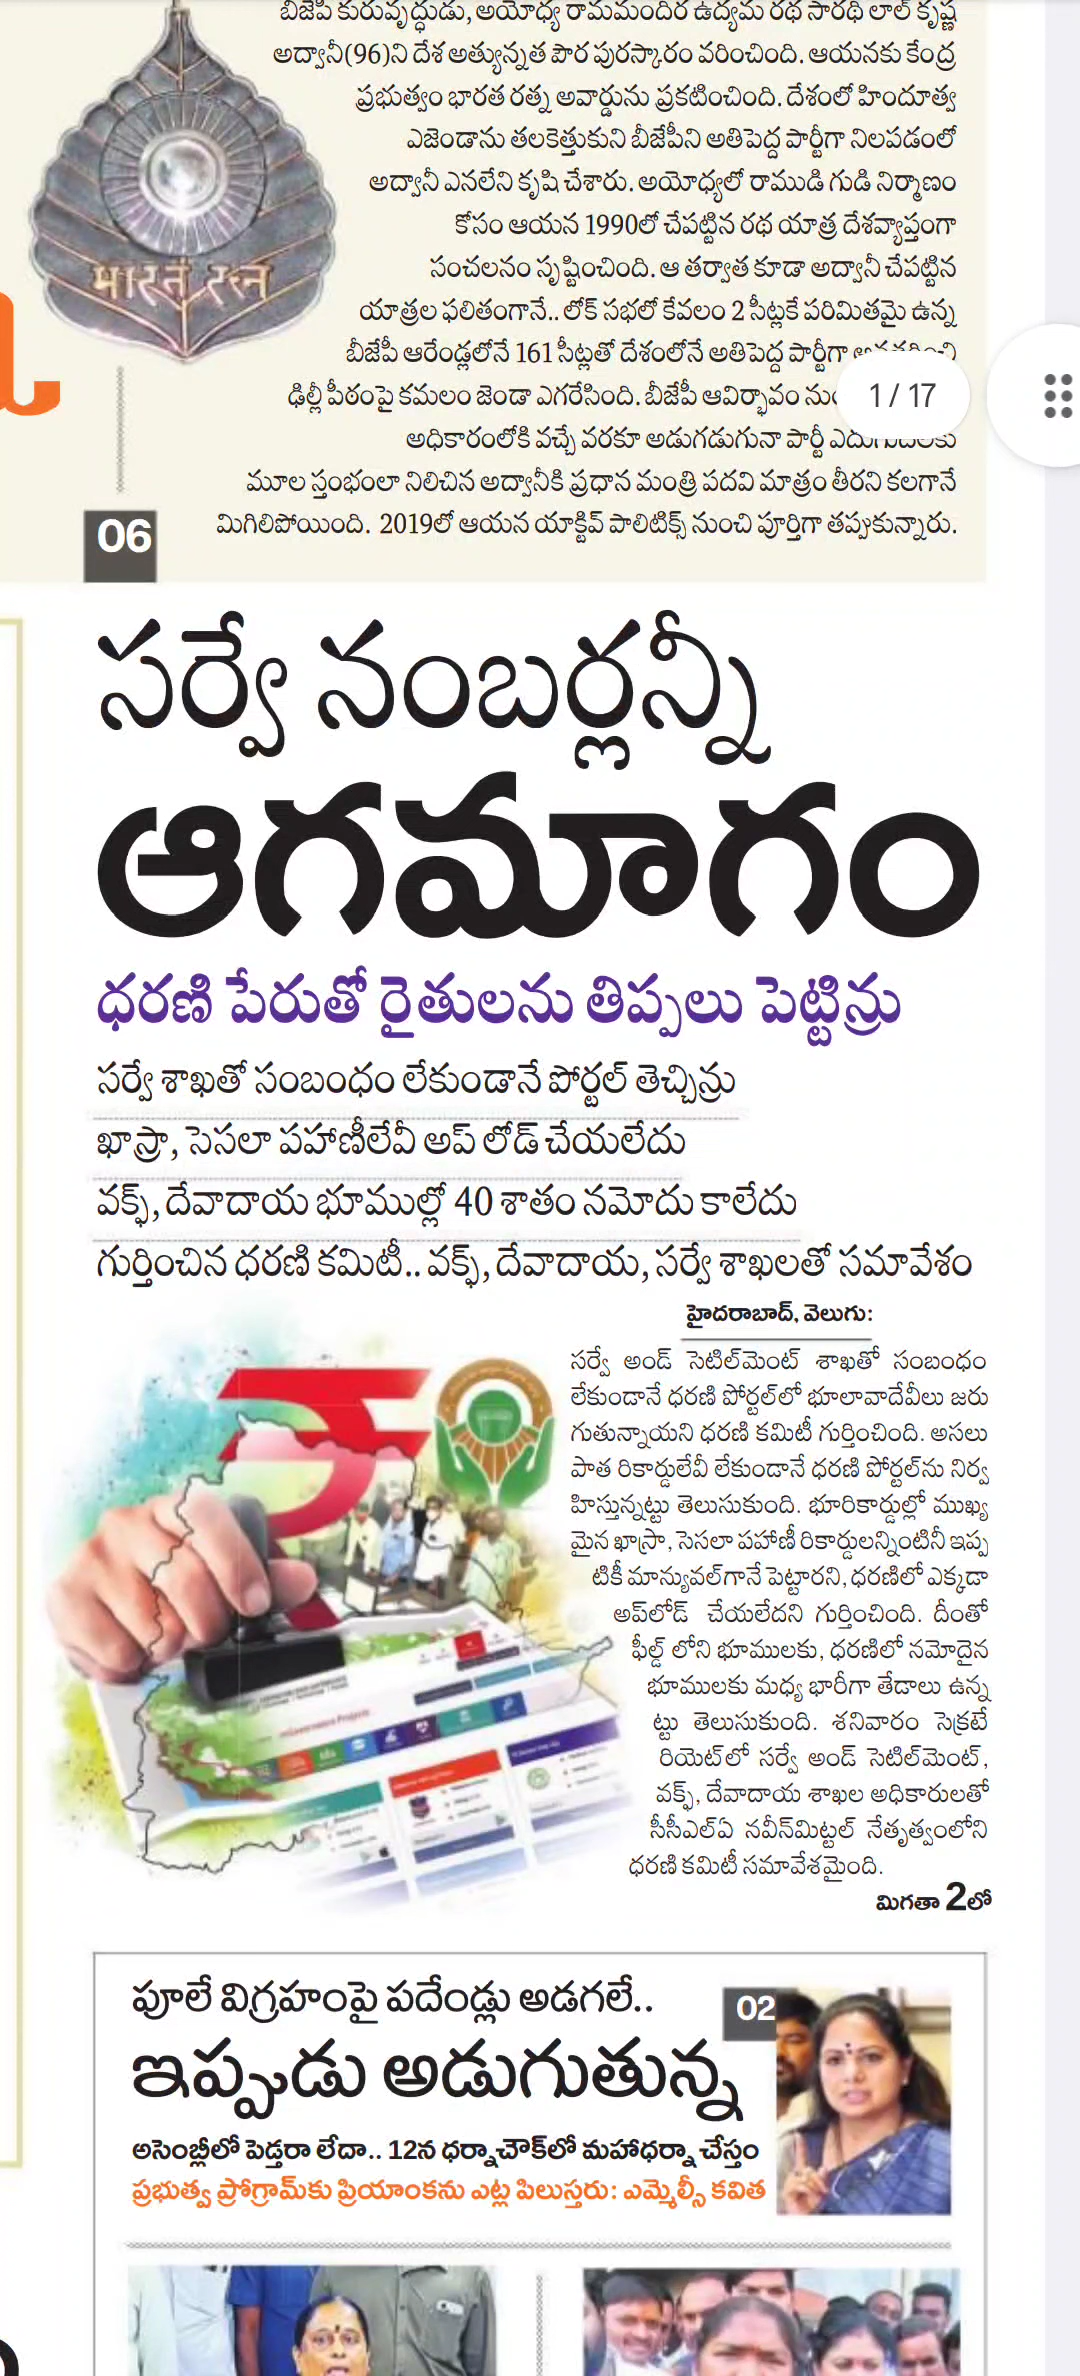 బీజేపీ కురువృద్ధుడు, అయోధ్య రామమందిర ఉద్యమ రథ సారథి లాల్ కృష్ణ
అద్వానీ(96)ని దేశ అత్యున్నత పౌర పురస్కారం వరించింది. ఆయనకు కేంద్ర
ప్రభుత్వం భారత రత్న అవార్డును ప్రకటించింది. దేశంలో హిందూత్వ
ఎజెండాను తలకెత్తుకుని బీజేపీని అతిపెద్ద పార్టీగా నిలపడంలో
అద్వానీ ఎనలేని కృషి చేశారు. అయోధ్యలో రాముడి గుడి నిర్మాణం
కోసం ఆయన 1990లో చేపట్టిన రథ యాత్ర దేశవ్యాప్తంగా
సంచలనం సృష్టించింది. ఆ తర్వాత కూడా అద్వానీ చేపట్టిన
యాత్రల ఫలితంగానే.. లోక్ సభలో కేవలం 2 సీట్లకే పరిమితమై ఉన్న
బీజేపీ ఆరేండ్లలోనే 161 సీట్లతో దేశంలోనే అతిపెద్ద పార్టీగా
ఢిల్లీ పీఠంపై కమలం జెండా ఎగరేసింది. బీజేపీ ఆవిర్భావం
అధికారంలోకి వచ్చే వరకూ అడుగడుగునా పార్టీ
మూల స్తంభంలా నిలిచిన అద్వానీకి ప్రధాన మంత్రి పదవి మాత్రం తీరని కలగానే
మిగిలిపోయింది. 2019లో ఆయన యాక్టివ్ పాలిటిక్స్ నుంచి పూర్తిగా తప్పుకున్నారు.
भारत रत्न
1 / 17
06
సర్వే నంబర్లన్నీ
ఆగమాగం
ధరణి పేరుతో రైతులను తిప్పలు పెట్టిన్రు
సర్వే శాఖతో సంబంధం లేకుండానే పోర్టల్ తెచ్చిన్రు
ఖాస్రా, సెసలా పహాణీలేవీ అప్ లోడ్ చేయలేదు
వక్ఫ్, దేవాదాయ భూముల్లో 40 శాతం నమోదు కాలేదు
గుర్తించిన ధరణి కమిటీ.. వక్ఫ్, దేవాదాయ, సర్వే శాఖలతో సమావేశం
హైదరాబాద్, వెలుగు:
సర్వే అండ్ సెటిల్‌మెంట్ శాఖతో సంబంధం
లేకుండానే ధరణి పోర్టల్‌లో భూలావాదేవీలు జరు
గుతున్నాయని ధరణి కమిటీ గుర్తించింది. అసలు
పాత రికార్డులేవీ లేకుండానే ధరణి పోర్టల్‌ను నిర్వ
హిస్తున్నట్టు తెలుసుకుంది. భూరికార్డుల్లో ముఖ్య
మైన ఖాస్రా, సెసలా పహాణీ రికార్డులన్నింటినీ ఇప్ప
టికీ మాన్యువల్‌గానే పెట్టారని, ధరణిలో ఎక్కడా
అప్‌లోడ్ చేయలేదని గుర్తించింది. దీంతో
ఫీల్డ్ లోని భూములకు, ధరణిలో నమోదైన
భూములకు మధ్య భారీగా తేడాలు ఉన్న
ట్టు తెలుసుకుంది. శనివారం సెక్రటే
రియెట్‌లో సర్వే అండ్ సెటిల్‌మెంట్,
వక్ఫ్, దేవాదాయ శాఖల అధికారులతో
సీసీఎల్ఏ నవీన్‌మిట్టల్ నేతృత్వంలోని
ధరణి కమిటీ సమావేశమైంది.
మిగతా 2లో
పూలే విగ్రహంపై పదేండ్లు అడగలే..
02
ఇప్పుడు అడుగుతున్న
అసెంబ్లీలో పెడ్తరా లేదా.. 12న ధర్నాచౌక్‌లో మహాధర్నా చేస్తం
ప్రభుత్వ ప్రోగ్రామ్‌కు ప్రియాంకను ఎట్ల పిలుస్తరు: ఎమ్మెల్సీ కవిత